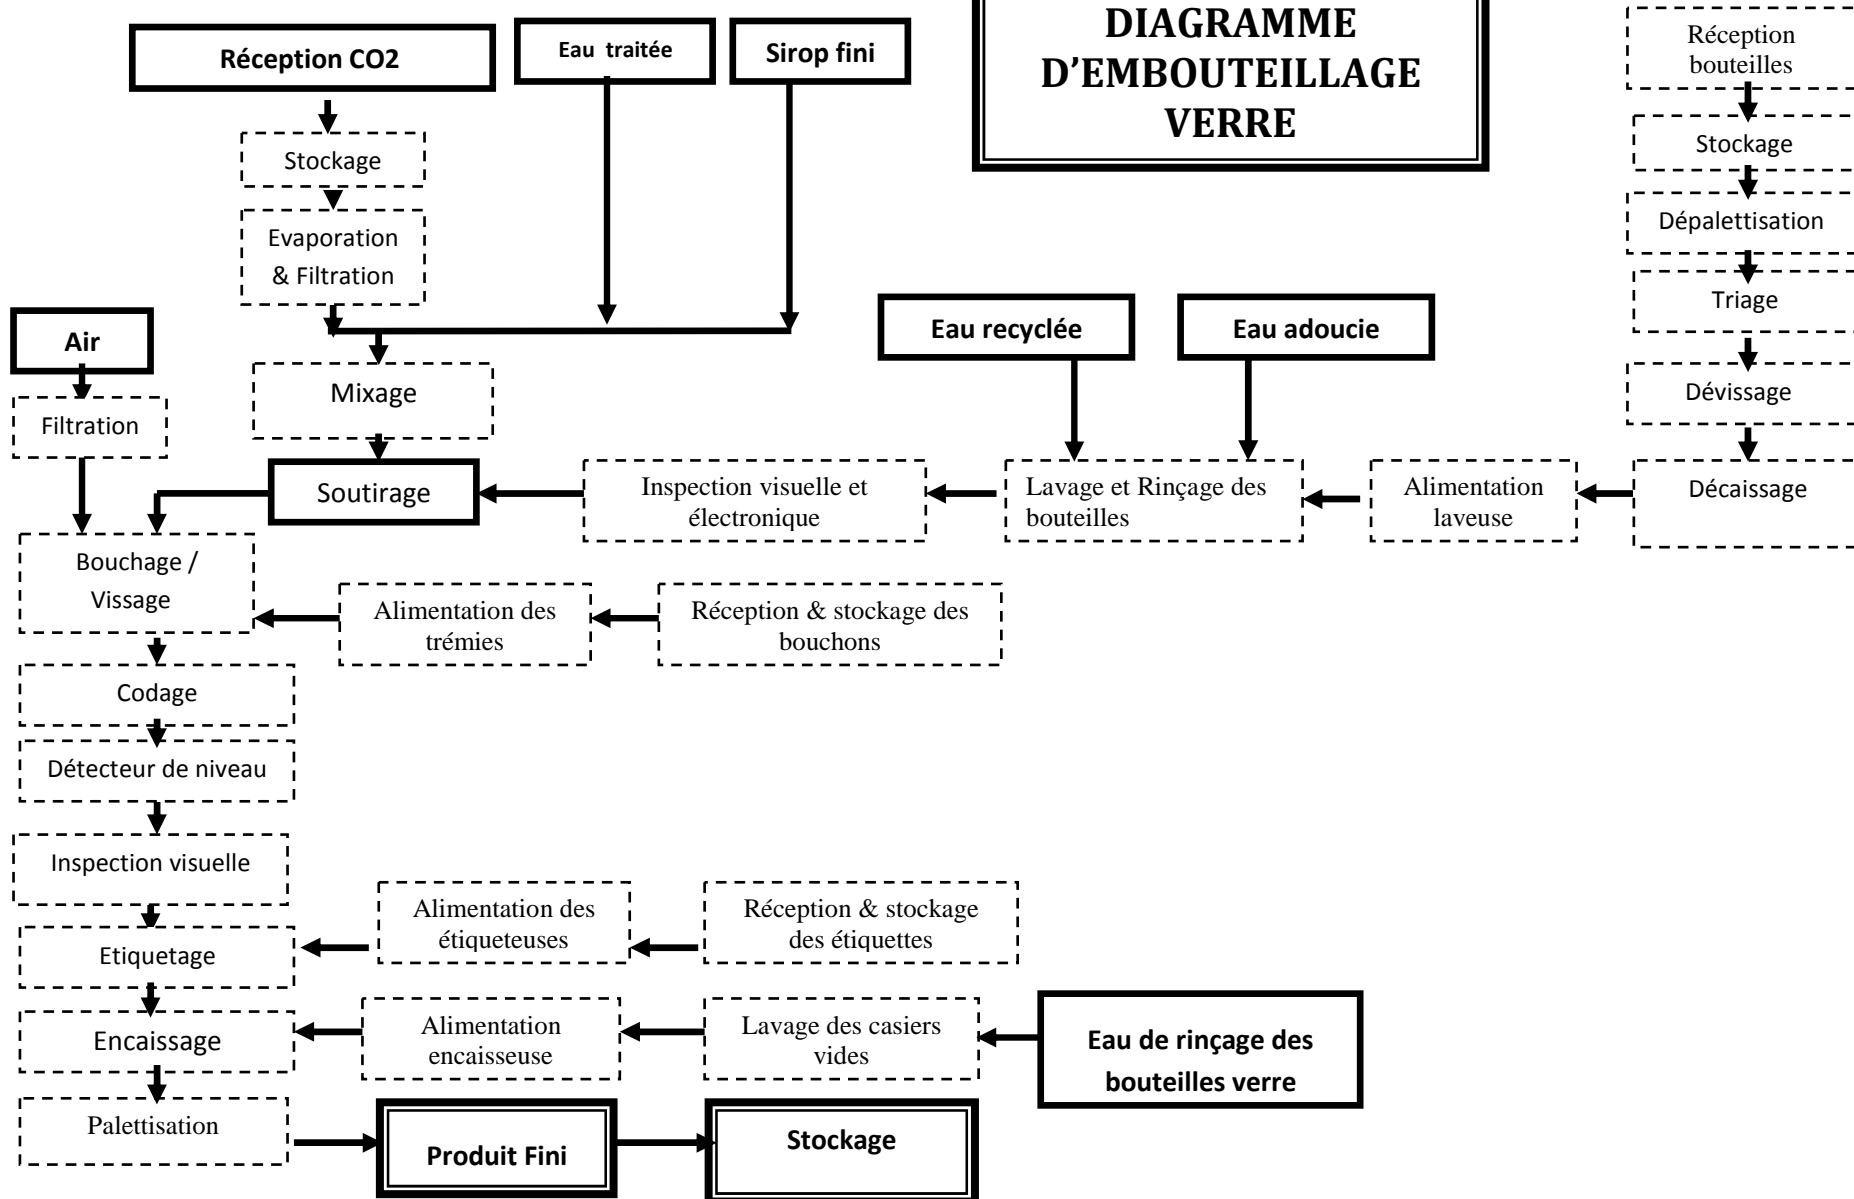 DIAGRAMME
D'EMBOUTEILLAGE
VERRE
Réception CO2
Eau traitée
Sirop fini
Réception
bouteilles
Stockage
Stockage
Dépalettisation
Evaporation
& Filtration
Triage
Air
Eau recyclée
Eau adoucie
Mixage
Dévissage
Filtration
Soutirage
Inspection visuelle et
électronique
Lavage et Rinçage des
bouteilles
Alimentation
laveuse
Décaissage
Bouchage /
Vissage
Alimentation des
trémies
Réception & stockage des
bouchons
Codage
Détecteur de niveau
Inspection visuelle
Etiquetage
Alimentation des
étiqueteuses
Réception & stockage
des étiquettes
Encaissage
Alimentation
encaisseuse
Lavage des casiers
vides
Eau de rinçage des
bouteilles verre
Palettisation
Produit Fini
Stockage